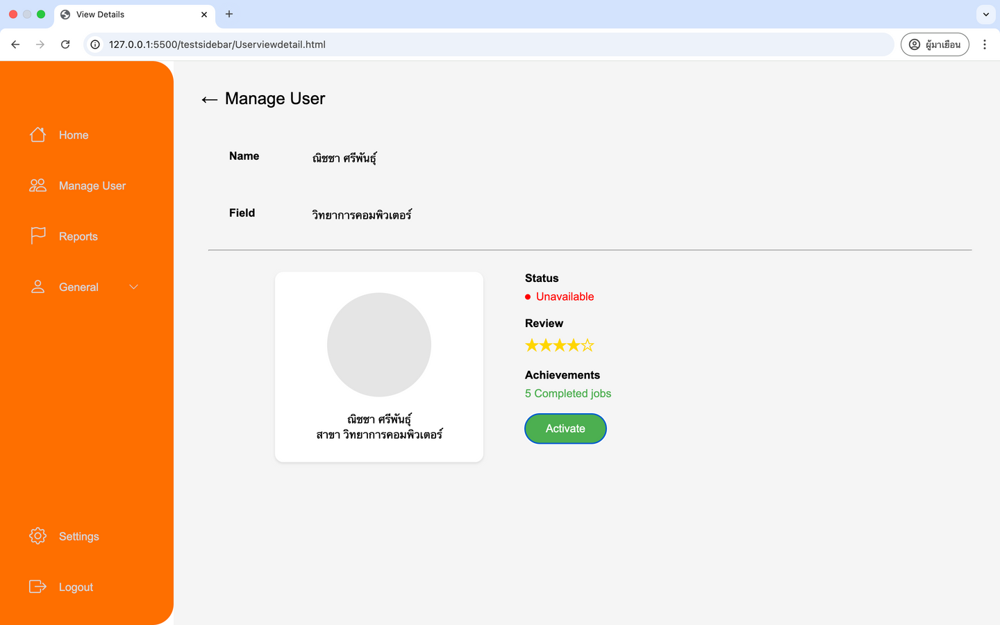 View Details
127.0.0.1:5500/testsidebar/Userviewdetail.html
ผู้มาเยือน
Home
Manage User
Reports
General
Settings
Logout
← Manage User
Name ณิชชา ศรีพันธุ์
Field วิทยาการคอมพิวเตอร์
ณิชชา ศรีพันธุ์
สาขา วิทยาการคอมพิวเตอร์
Status
Unavailable
Review
★★★★☆
Achievements
5 Completed jobs
Activate